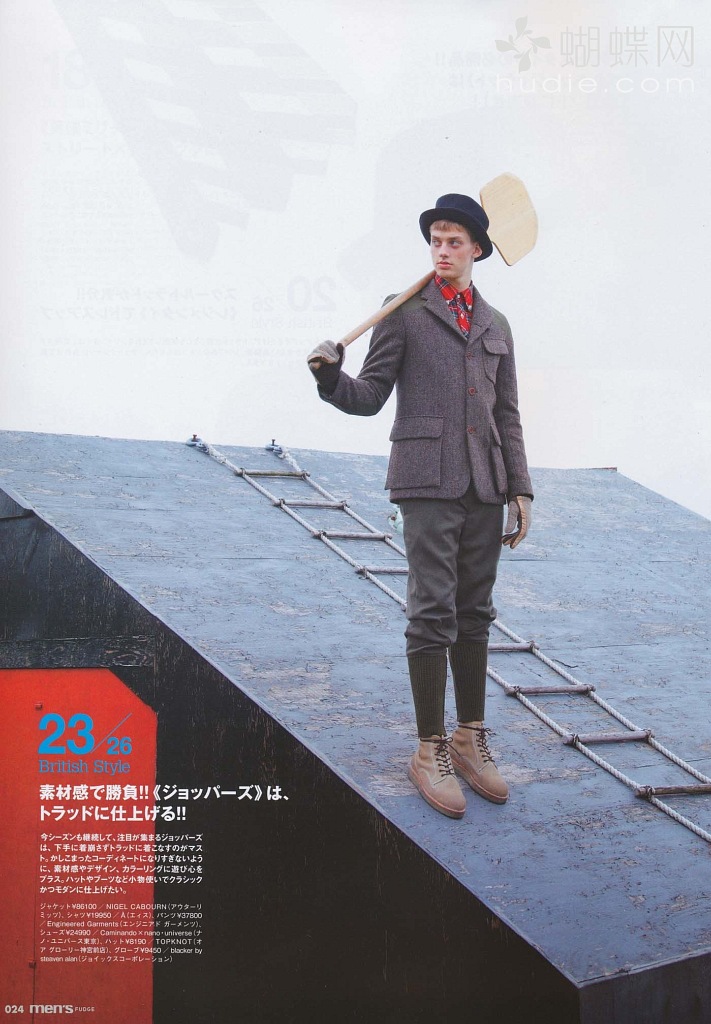 蝴蝶网
hudie.com
23/26
British Style
素材感で勝負!!《ジョッパーズ》は、
トラッドに仕上げる!!
今シーズンも継続して、注目が集まるジョッパーズ
は、下手に着崩さずトラッドに着こなすのがマス
ト。かしこまったコーディネートになりすぎないよう
に、素材感やデザイン、カラーリングに遊び心を
プラス。ハットやブーツなど小物使いでクラシック
かつモダンに仕上げたい。
ジャケット¥86100／NIGEL CABOURN(アウターリ
ミッツ)、シャツ¥19950／A(エィス)、パンツ¥37800
／Engineered Garments(エンジニアド ガーメンツ)、
シューズ¥24990／Caminando×nano・universe(ナ
ノ・ユニバース東京)、ハット¥8190／TOPKNOT(オ
ア グローリー神宮前店)、グローブ¥9450／blacker by
steaven alan(ジョイックスコーポレーション)
024 men's FUDGE